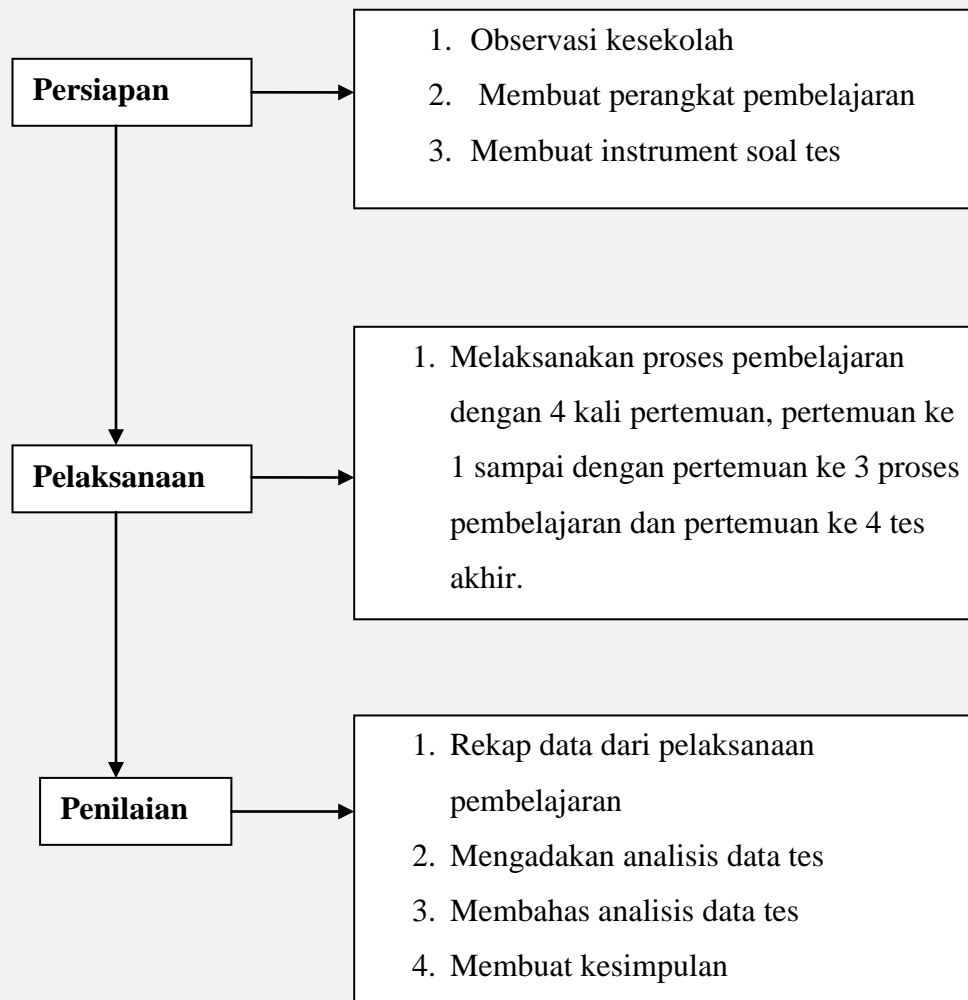 Persiapan
1. Observasi kesekolah
2. Membuat perangkat pembelajaran
3. Membuat instrument soal tes
Pelaksanaan
1. Melaksanakan proses pembelajaran
dengan 4 kali pertemuan, pertemuan ke
1 sampai dengan pertemuan ke 3 proses
pembelajaran dan pertemuan ke 4 tes
akhir.
Penilaian
1. Rekap data dari pelaksanaan
pembelajaran
2. Mengadakan analisis data tes
3. Membahas analisis data tes
4. Membuat kesimpulan